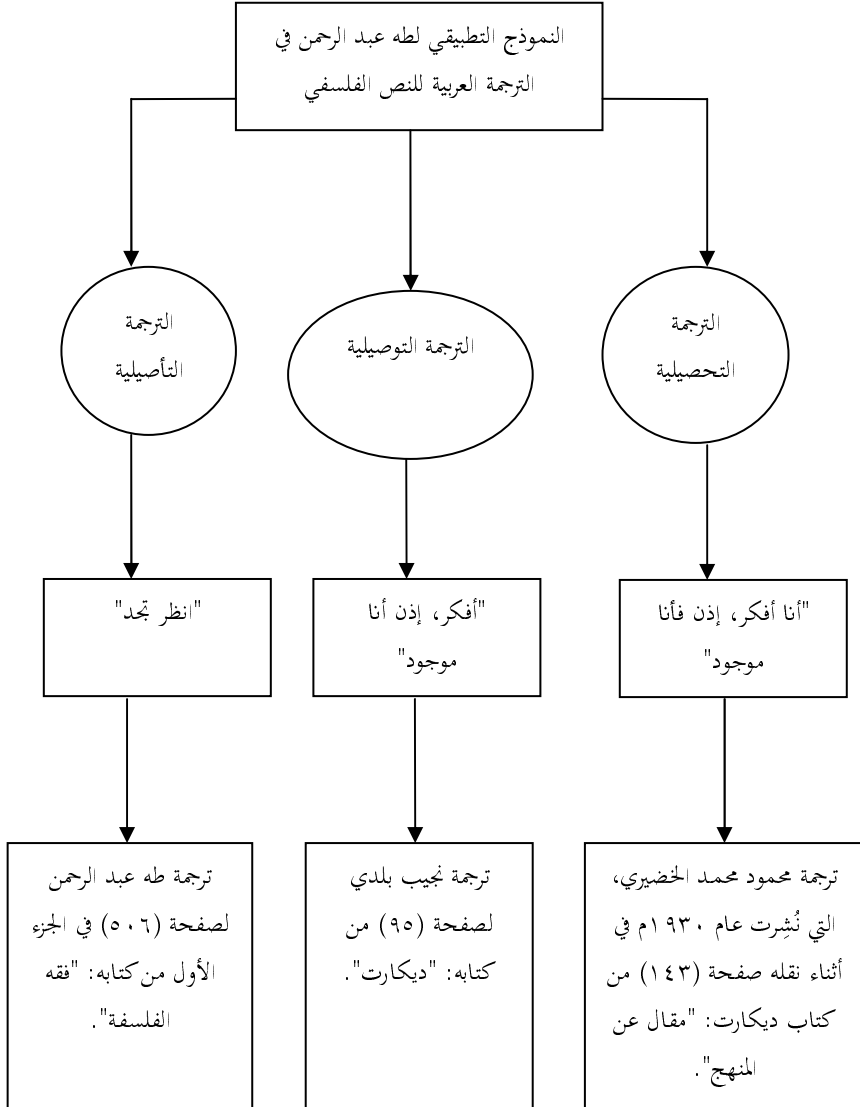 النموذج التطبيقي لطه عبد الرحمن في
الترجمة العربية للنص الفلسفي
الترجمة
التحصيلية
الترجمة التوصيلية
الترجمة
التأصيلية
"أنا أفكر، إذن فأنا
موجود"
"أفكر، إذن أنا
موجود"
"انظر تجد"
ترجمة محمود محمد الخضيري،
التي نُشِرت عام ١٩٣٠م في
أثناء نقله صفحة (١٤٣) من
كتاب ديكارت: "مقال عن
المنهج".
ترجمة نجيب بلدي
لصفحة (٩٥) من
كتابه: "ديكارت".
ترجمة طه عبد الرحمن
لصفحة (٥٠٦) في الجزء
الأول من كتابه: "فقه
الفلسفة".